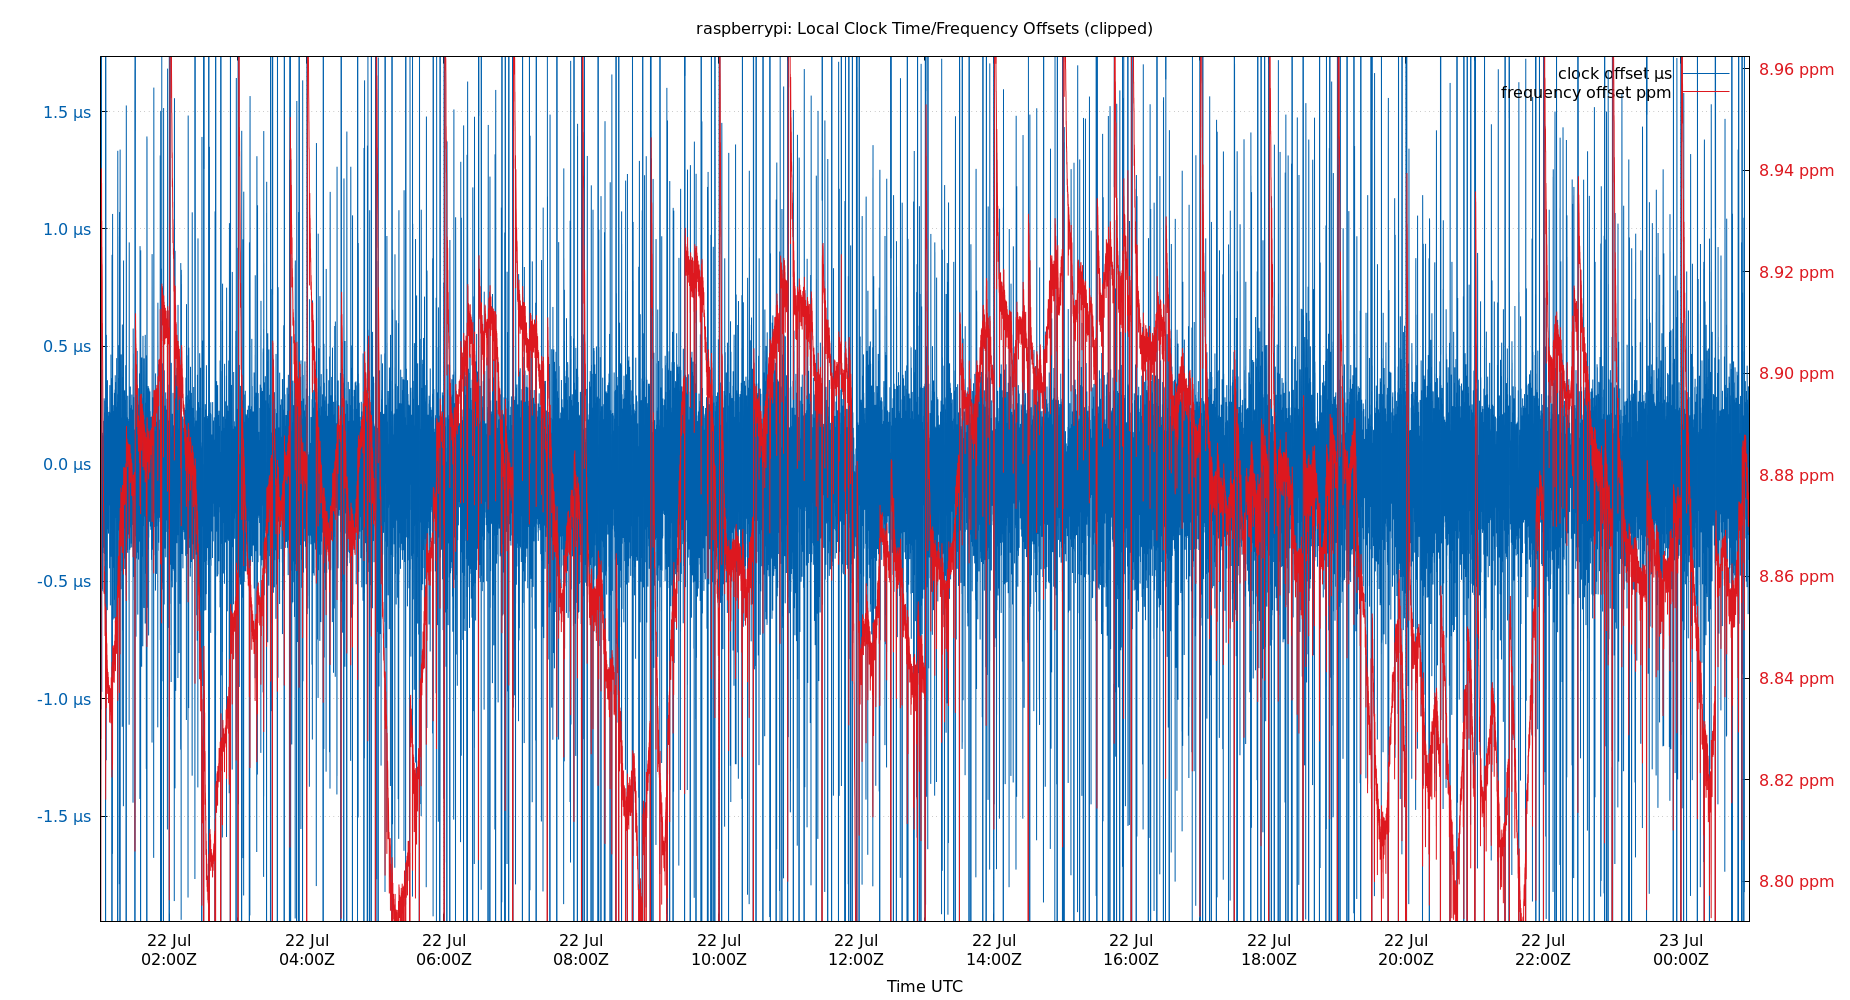 raspberrypi: Local Clock Time/Frequency Offsets (clipped)
clock offset µs
frequency offset ppm
1.5 µs
1.0 µs
0.5 µs
0.0 µs
-0.5 µs
-1.0 µs
-1.5 µs
8.96 ppm
8.94 ppm
8.92 ppm
8.90 ppm
8.88 ppm
8.86 ppm
8.84 ppm
8.82 ppm
8.80 ppm
22 Jul 22 Jul 22 Jul 22 Jul 22 Jul 22 Jul 22 Jul 22 Jul 22 Jul 22 Jul 22 Jul 23 Jul
02:00Z 04:00Z 06:00Z 08:00Z 10:00Z 12:00Z 14:00Z 16:00Z 18:00Z 20:00Z 22:00Z 00:00Z
Time UTC